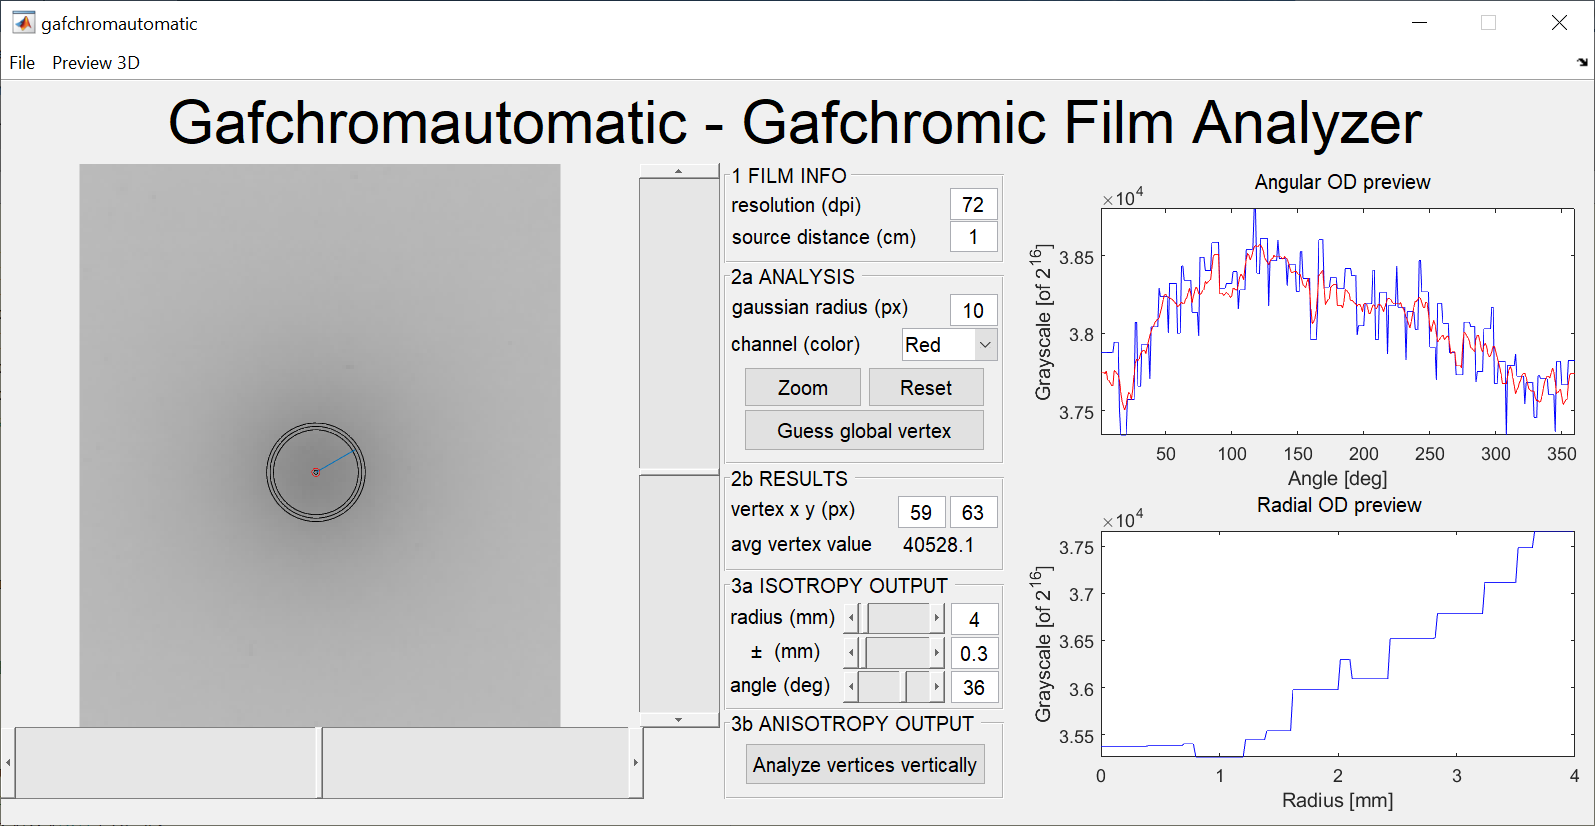 gafchromautomatic
File Preview 3D
Gafchromautomatic - Gafchromic Film Analyzer
1 FILM INFO
resolution (dpi) 72
source distance (cm) 1
2a ANALYSIS
gaussian radius (px) 10
channel (color) Red
Zoom Reset
Guess global vertex
2b RESULTS
vertex x y (px) 59 63
avg vertex value 40528.1
3a ISOTROPY OUTPUT
radius (mm) 4
± (mm) 0.3
angle (deg) 36
3b ANISOTROPY OUTPUT
Analyze vertices vertically
Angular OD preview
×10^4
Grayscale [of 2^16]
3.85
3.8
3.75
50 100 150 200 250 300 350
Angle [deg]
Radial OD preview
×10^4
Grayscale [of 2^16]
3.75
3.7
3.65
3.6
3.55
0 1 2 3 4
Radius [mm]